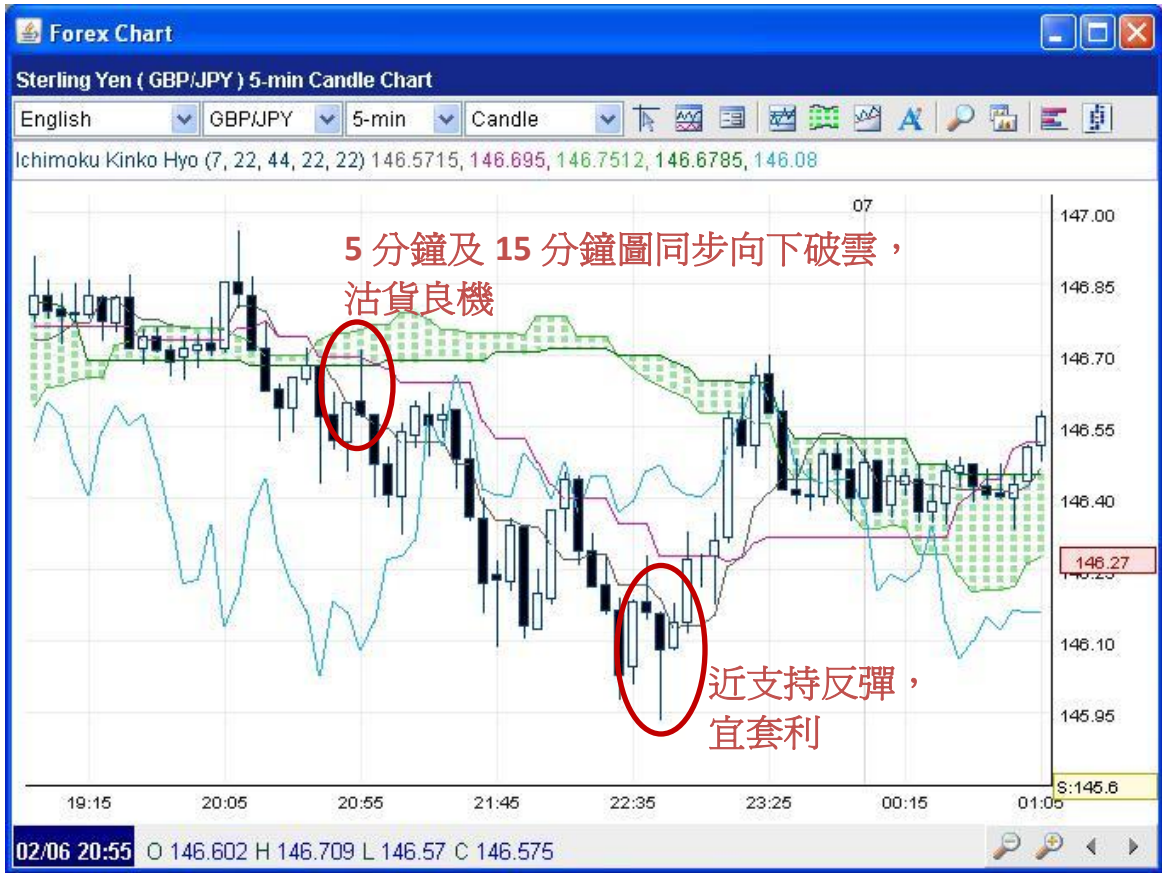 Forex Chart
Sterling Yen ( GBP/JPY ) 5-min Candle Chart
English GBP/JPY 5-min Candle
Ichimoku Kinko Hyo (7, 22, 44, 22, 22) 146.5715, 146.695, 146.7512, 146.6785, 146.08
07
147.00
5 分鐘及 15 分鐘圖同步向下破雲，
沽貨良機
146.85
146.70
146.55
146.40
146.27
146.25
146.10
近支持反彈，
宜套利
145.95
S:145.6
19:15 20:05 20:55 21:45 22:35 23:25 00:15 01:05
02/06 20:55 O 146.602 H 146.709 L 146.57 C 146.575